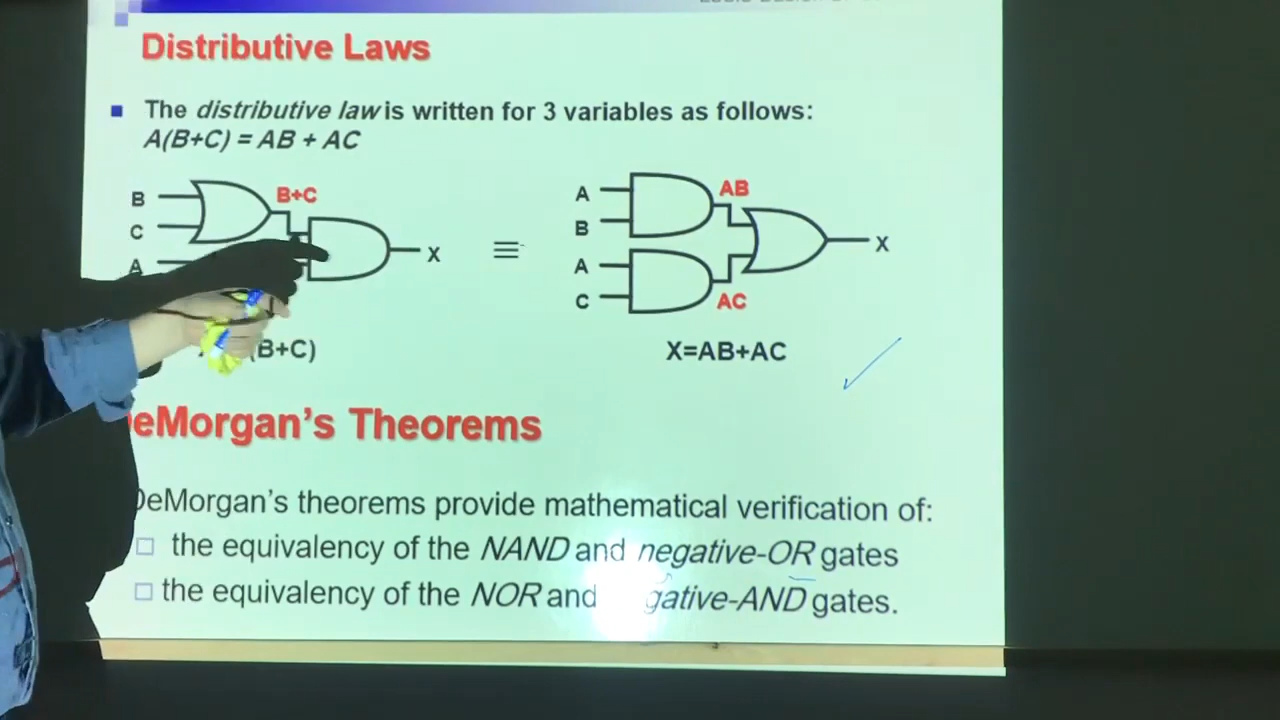 Distributive Laws
The distributive law is written for 3 variables as follows:
A(B+C) = AB + AC
B
C
A
B+C
X
≡
A
B
A
C
AB
AC
X
(B+C)
X=AB+AC
DeMorgan's Theorems
DeMorgan's theorems provide mathematical verification of:
the equivalency of the NAND and negative-OR gates
the equivalency of the NOR and gative-AND gates.